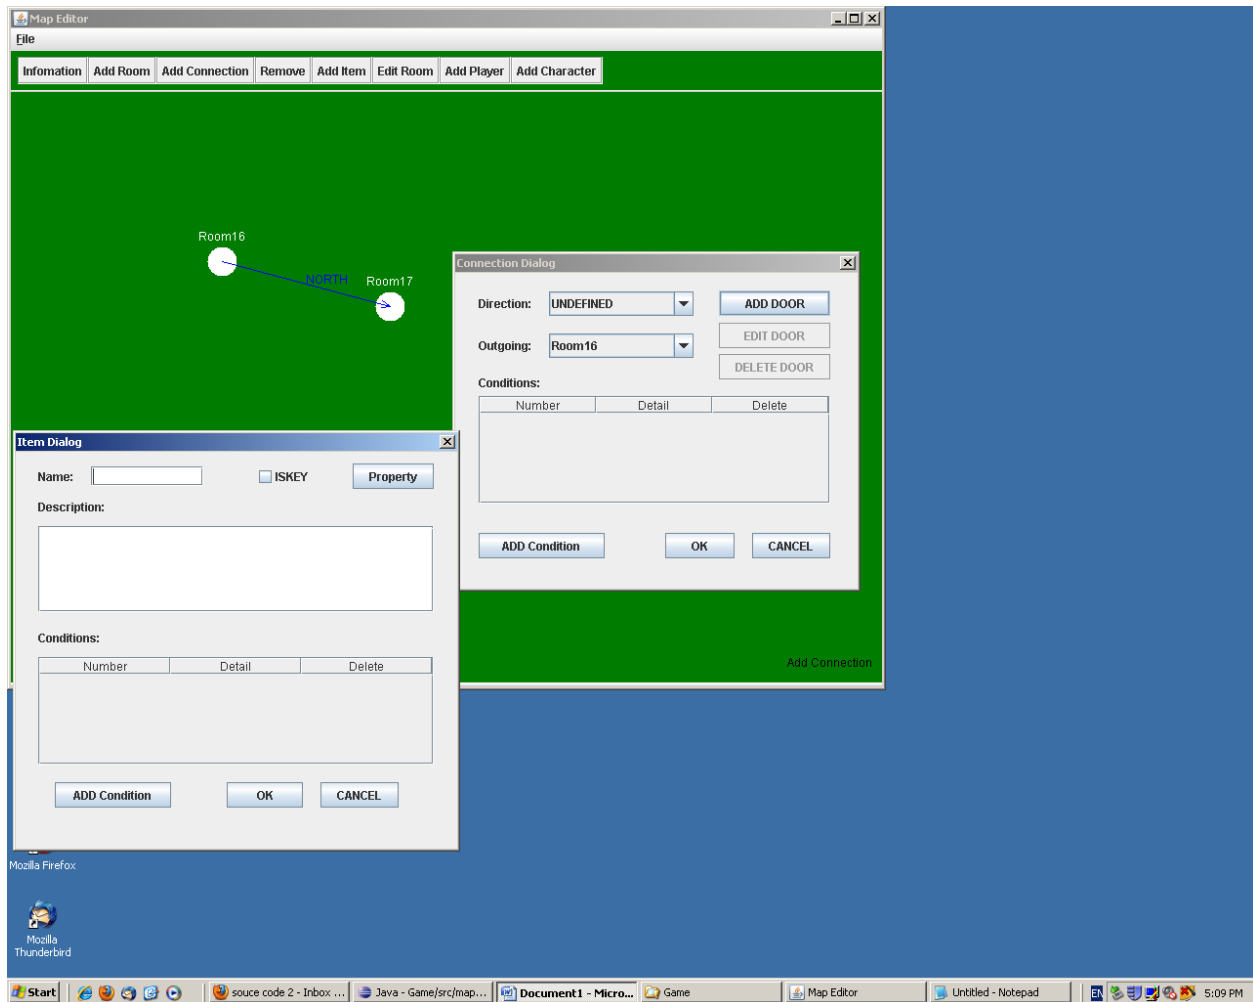 Map Editor
File
Infomation Add Room Add Connection Remove Add Item Edit Room Add Player Add Character
Room16
NORTH Room17
Connection Dialog
Direction: UNDEFINED ADD DOOR
EDIT DOOR
Outgoing: Room16
DELETE DOOR
Conditions:
Number Detail Delete
ADD Condition OK CANCEL
Item Dialog
Name: ISKEY Property
Description:
Conditions:
Number Detail Delete
ADD Condition OK CANCEL
Add Connection
Mozilla Firefox
Mozilla
Thunderbird
Start souce code 2 - Inbox ... Java - Game/src/map... Document1 - Micro... Game Map Editor Untitled - Notepad EN 5:09 PM